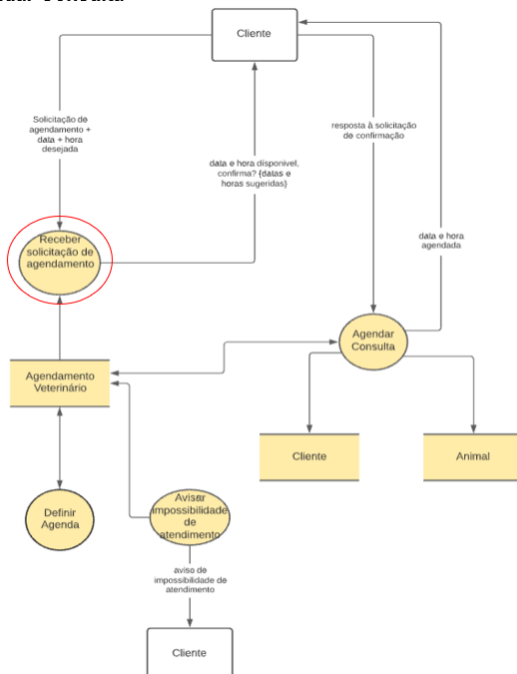 Cliente
Solicitação de
agendamento +
data + hora
desejada
resposta à solicitação
de confirmação
data e hora disponivel,
confirma? {datas e
horas sugeridas}
data e hora
agendada
Receber
solicitação de
agendamento
Agendar
Consulta
Agendamento
Veterinário
Cliente
Animal
Definir
Agenda
Avisar
impossibilidade
de
atendimento
aviso de
impossibilidade de
atendimento
Cliente